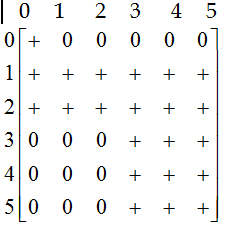 0 1 2 3 4 5
0 + 0 0 0 0 0
1 + + + + + +
2 + + + + + +
3 0 0 0 + + +
4 0 0 0 + + +
5 0 0 0 + + +